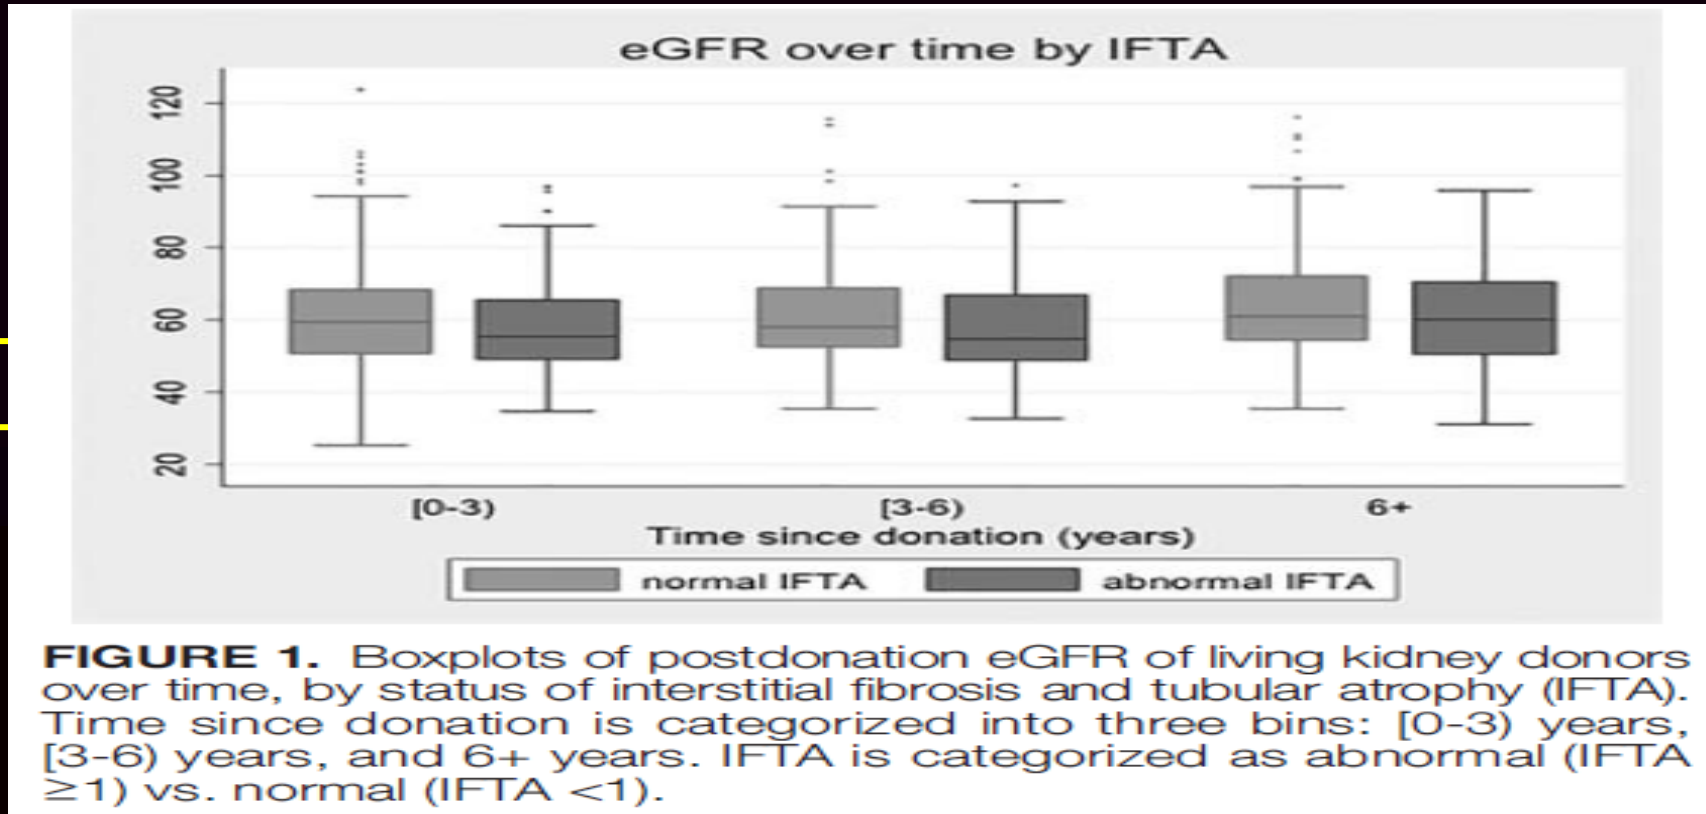 eGFR over time by IFTA
120
100
80
60
40
20
[0-3)
[3-6)
6+
Time since donation (years)
normal IFTA
abnormal IFTA
FIGURE 1. Boxplots of postdonation eGFR of living kidney donors
over time, by status of interstitial fibrosis and tubular atrophy (IFTA).
Time since donation is categorized into three bins: [0-3) years,
[3-6) years, and 6+ years. IFTA is categorized as abnormal (IFTA
≥1) vs. normal (IFTA <1).